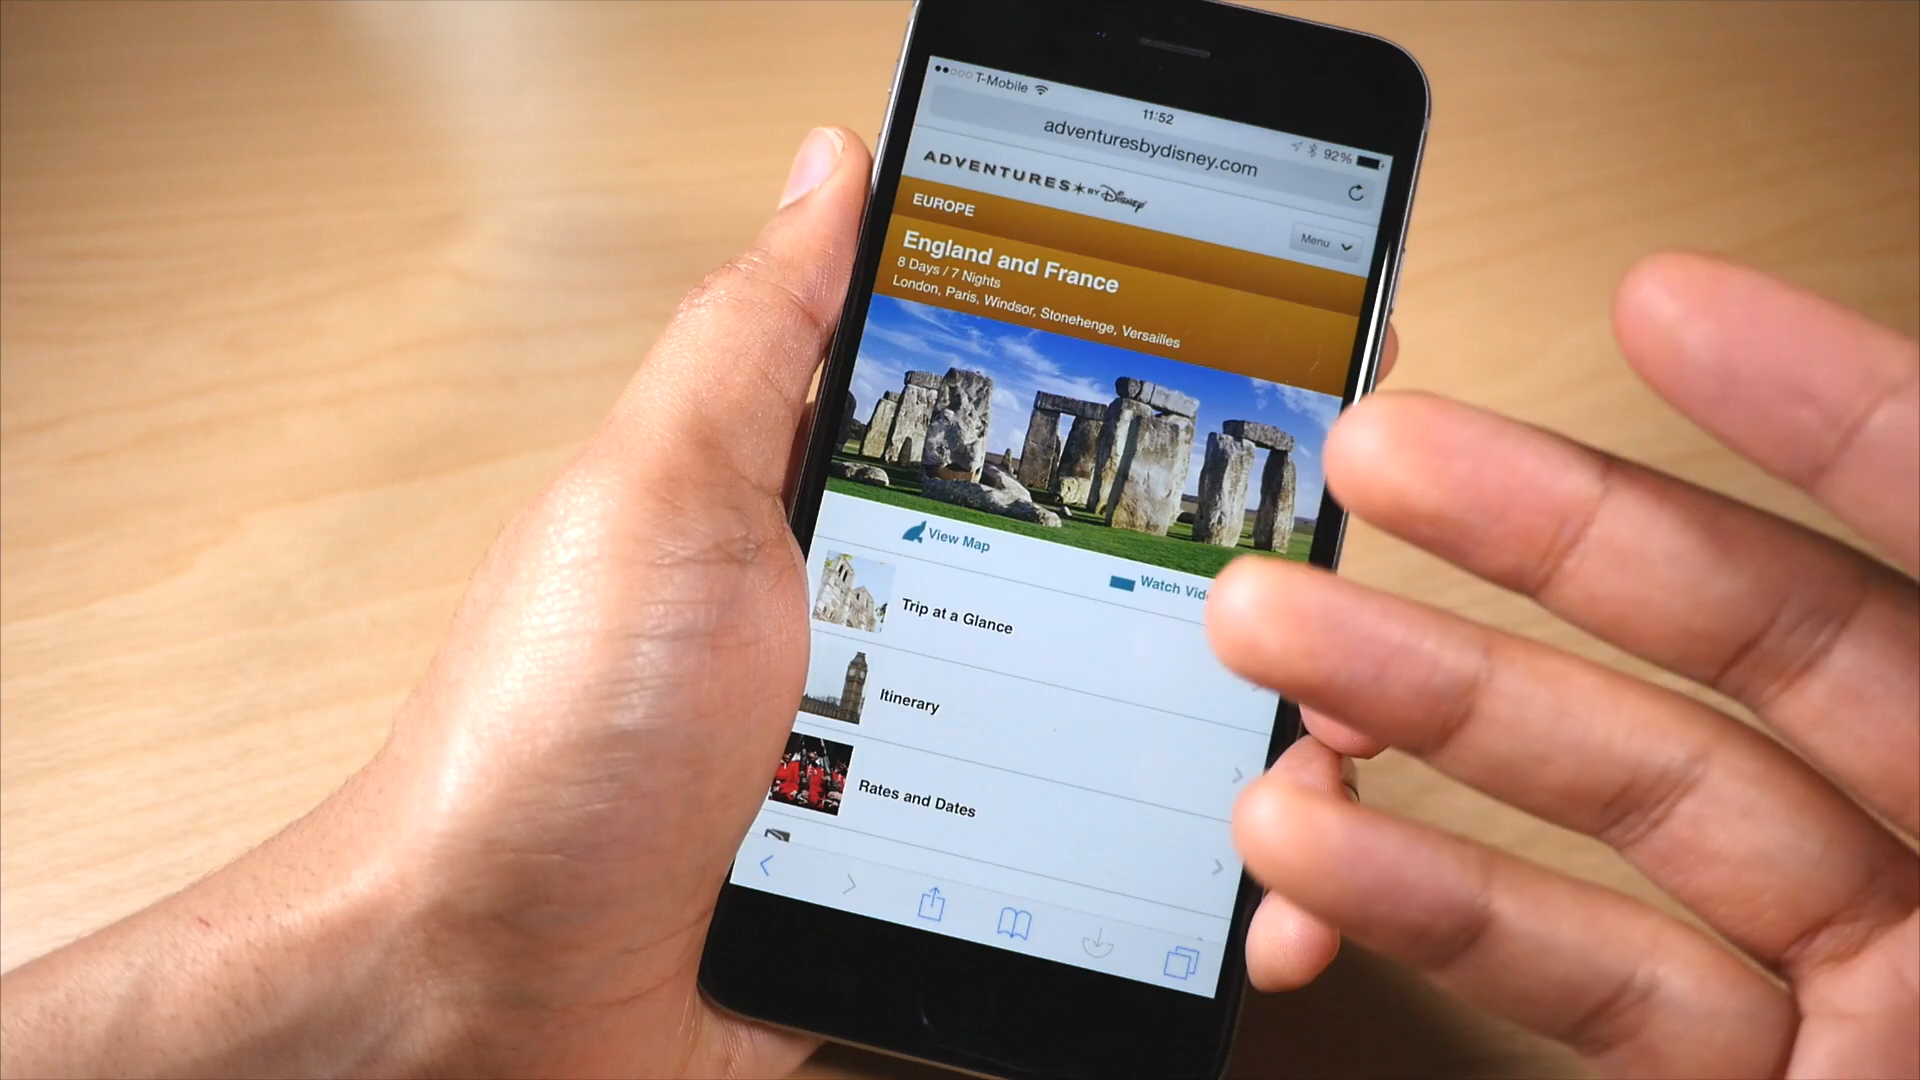 T-Mobile
11:52
92%
adventuresbydisney.com
ADVENTURES BY DISNEY
Menu
EUROPE
England and France
8 Days / 7 Nights
London, Paris, Windsor, Stonehenge, Versailles
View Map
Watch Vid
Trip at a Glance
Itinerary
Rates and Dates